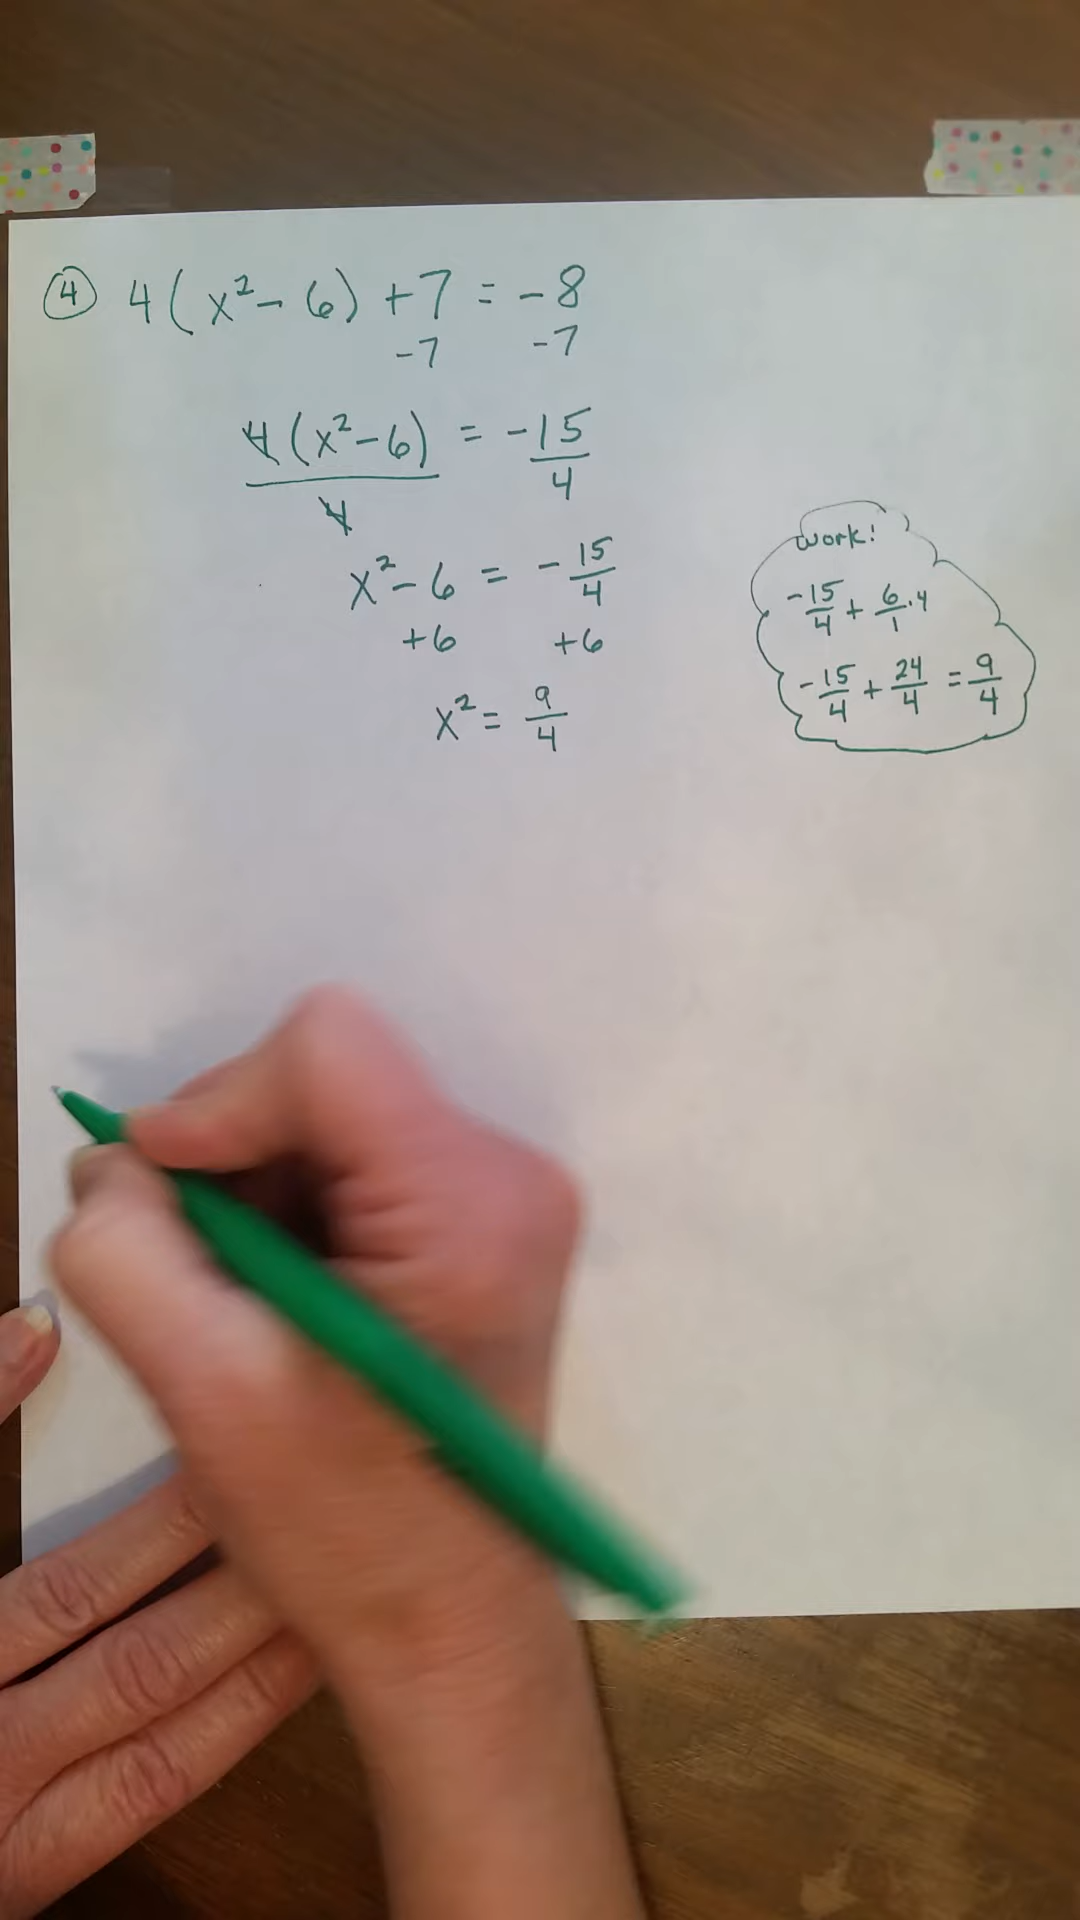 ④ 4(x² - 6) + 7 = -8
-7 -7
4(x² - 6) = -15
4 4
x² - 6 = - 15/4
+6 +6
x² = 9/4
Work!
-15/4 + 6/1 · 4
-15/4 + 24/4 = 9/4